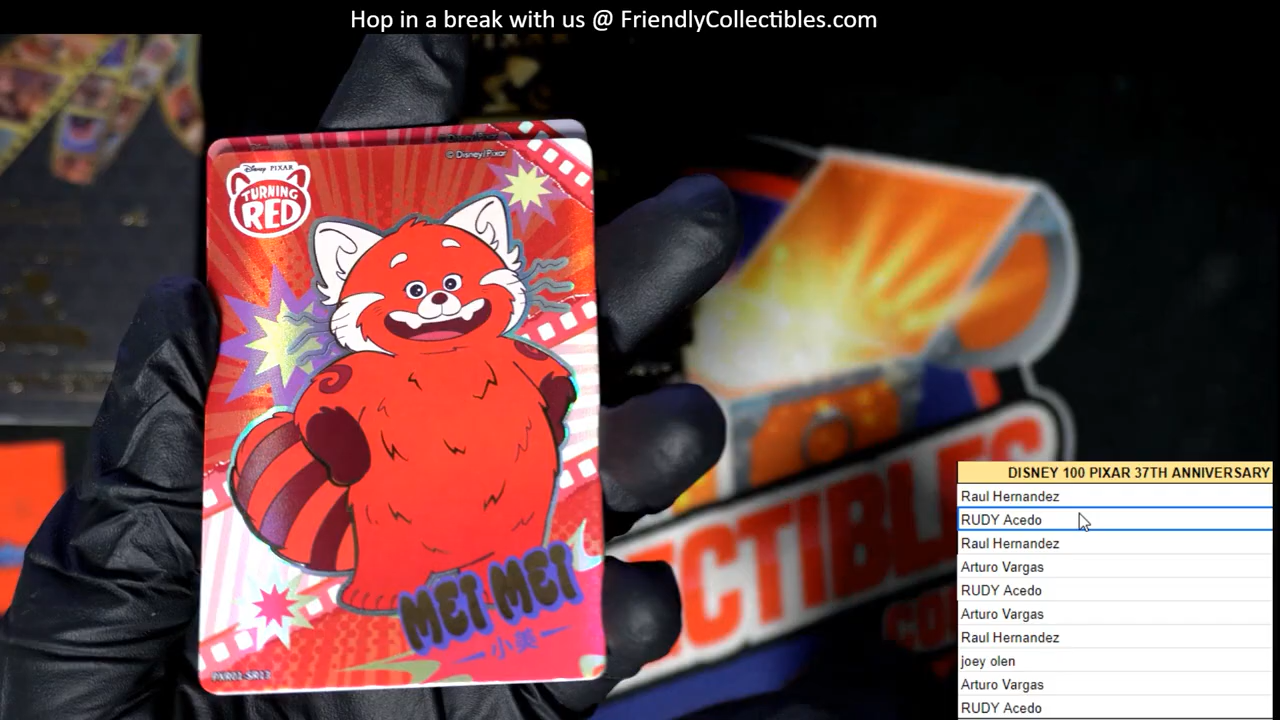 Hop in a break with us @ FriendlyCollectibles.com
© Disney|Pixar
Disney PIXAR
TURNING
RED
MEI MEI
小美
ECTIBLES
DISNEY 100 PIXAR 37TH ANNIVERSARY
Raul Hernandez
RUDY Acedo
Raul Hernandez
Arturo Vargas
RUDY Acedo
Arturo Vargas
Raul Hernandez
joey olen
Arturo Vargas
RUDY Acedo